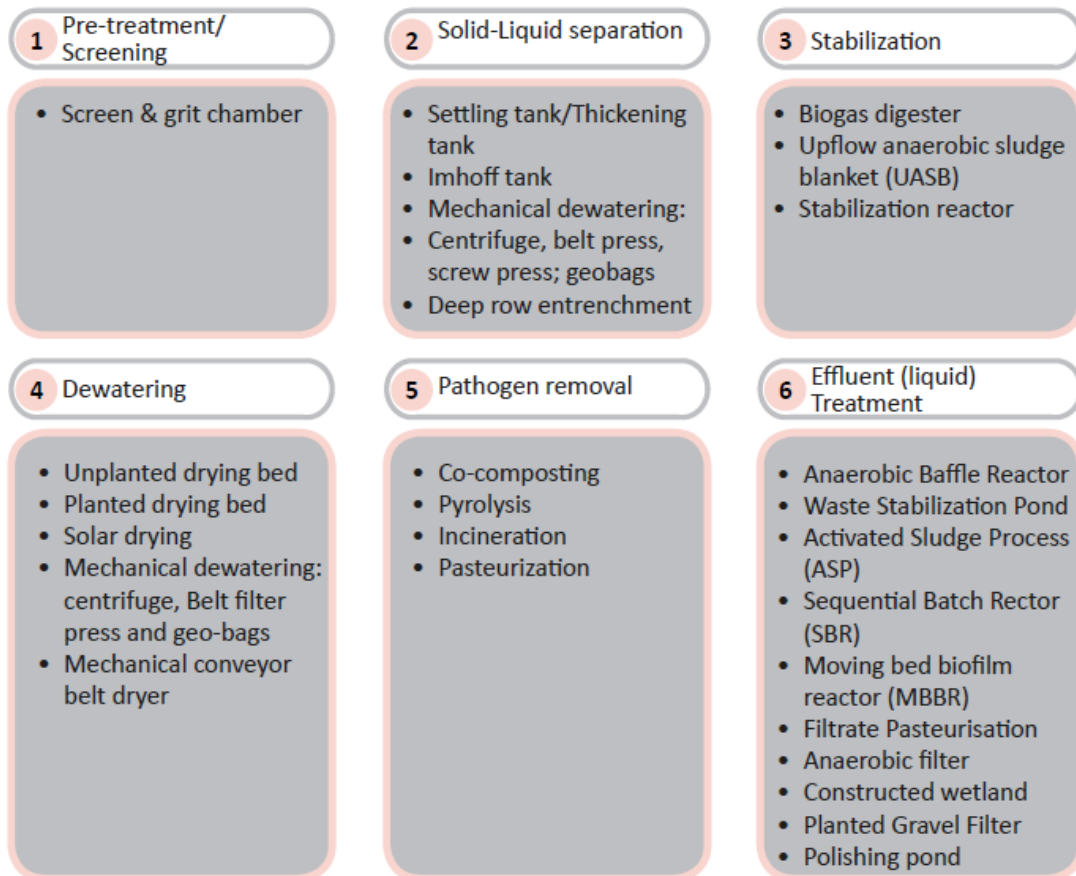 1 Pre-treatment/
Screening
• Screen & grit chamber
2 Solid-Liquid separation
• Settling tank/Thickening
tank
• Imhoff tank
• Mechanical dewatering:
• Centrifuge, belt press,
screw press; geobags
• Deep row entrenchment
3 Stabilization
• Biogas digester
• Upflow anaerobic sludge
blanket (UASB)
• Stabilization reactor
4 Dewatering
• Unplanted drying bed
• Planted drying bed
• Solar drying
• Mechanical dewatering:
centrifuge, Belt filter
press and geo-bags
• Mechanical conveyor
belt dryer
5 Pathogen removal
• Co-composting
• Pyrolysis
• Incineration
• Pasteurization
6 Effluent (liquid)
Treatment
• Anaerobic Baffle Reactor
• Waste Stabilization Pond
• Activated Sludge Process
(ASP)
• Sequential Batch Rector
(SBR)
• Moving bed biofilm
reactor (MBBR)
• Filtrate Pasteurisation
• Anaerobic filter
• Constructed wetland
• Planted Gravel Filter
• Polishing pond